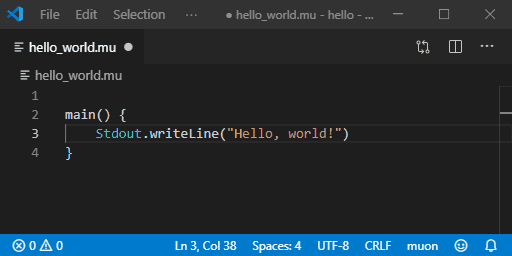 File Edit Selection ● hello_world.mu - hello - ...
hello_world.mu ●
hello_world.mu
1
2 main() {
3 Stdout.writeLine("Hello, world!")
4 }
0 0 Ln 3, Col 38 Spaces: 4 UTF-8 CRLF muon